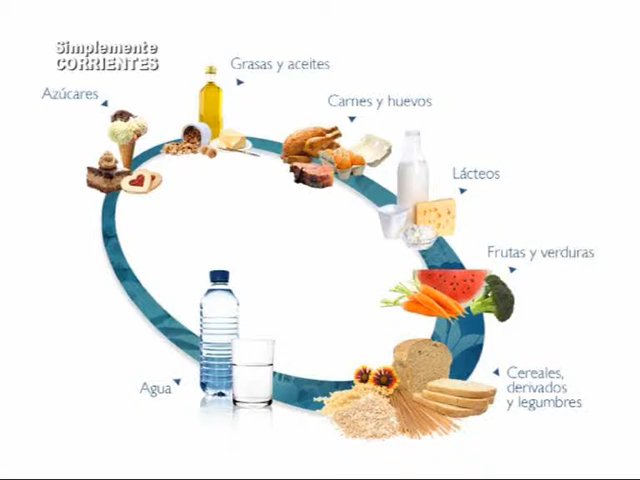 Simplemente
CORRIENTES
Grasas y aceites
Azúcares
Carnes y huevos
Lácteos
Frutas y verduras
Cereales,
derivados
y legumbres
Agua